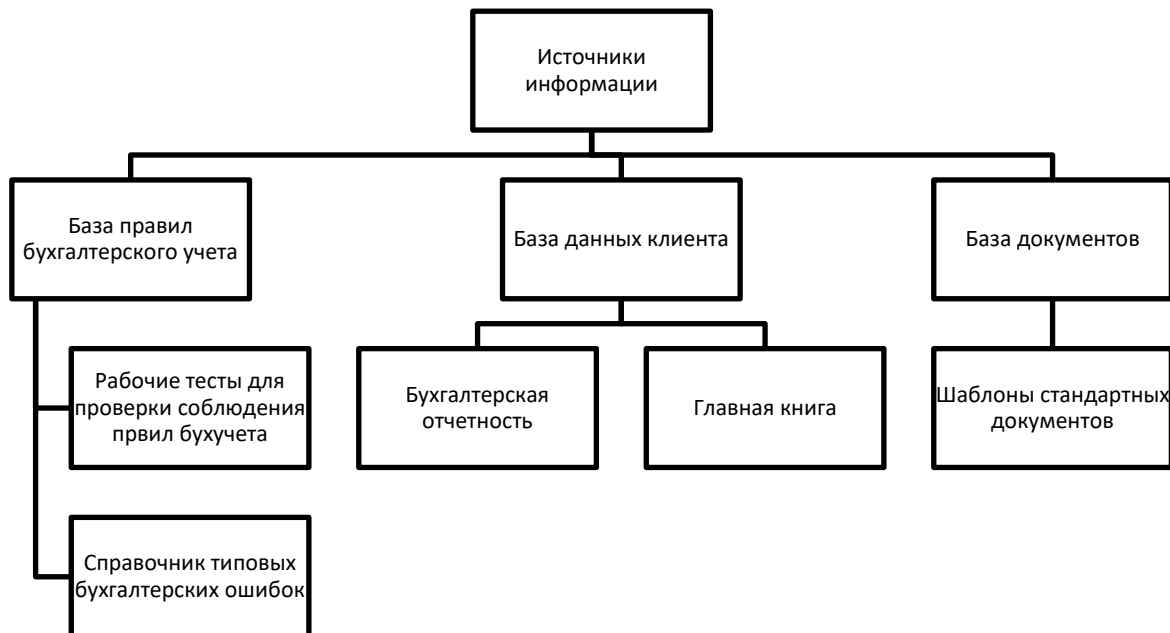 Источники
информации
База правил
бухгалтерского учета
База данных клиента
База документов
Рабочие тесты для
проверки соблюдения
првил бухучета
Бухгалтерская
отчетность
Главная книга
Шаблоны стандартных
документов
Справочник типовых
бухгалтерских ошибок